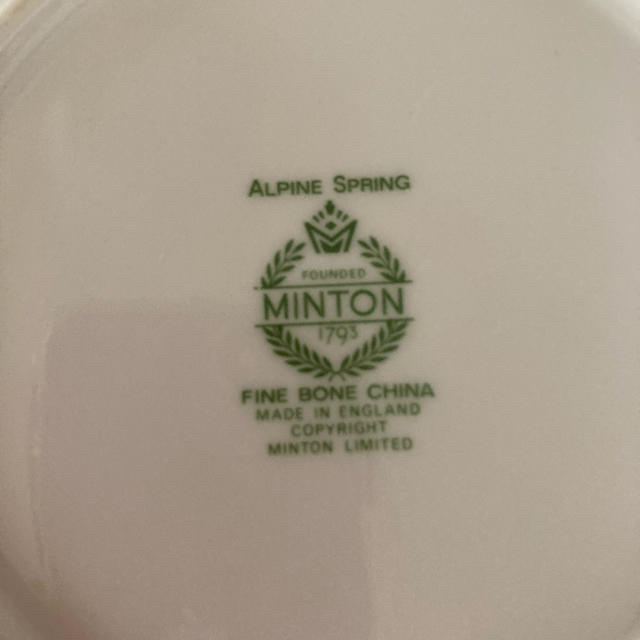 ALPINE SPRING
FOUNDED
MINTON
1793
FINE BONE CHINA
MADE IN ENGLAND
COPYRIGHT
MINTON LIMITED